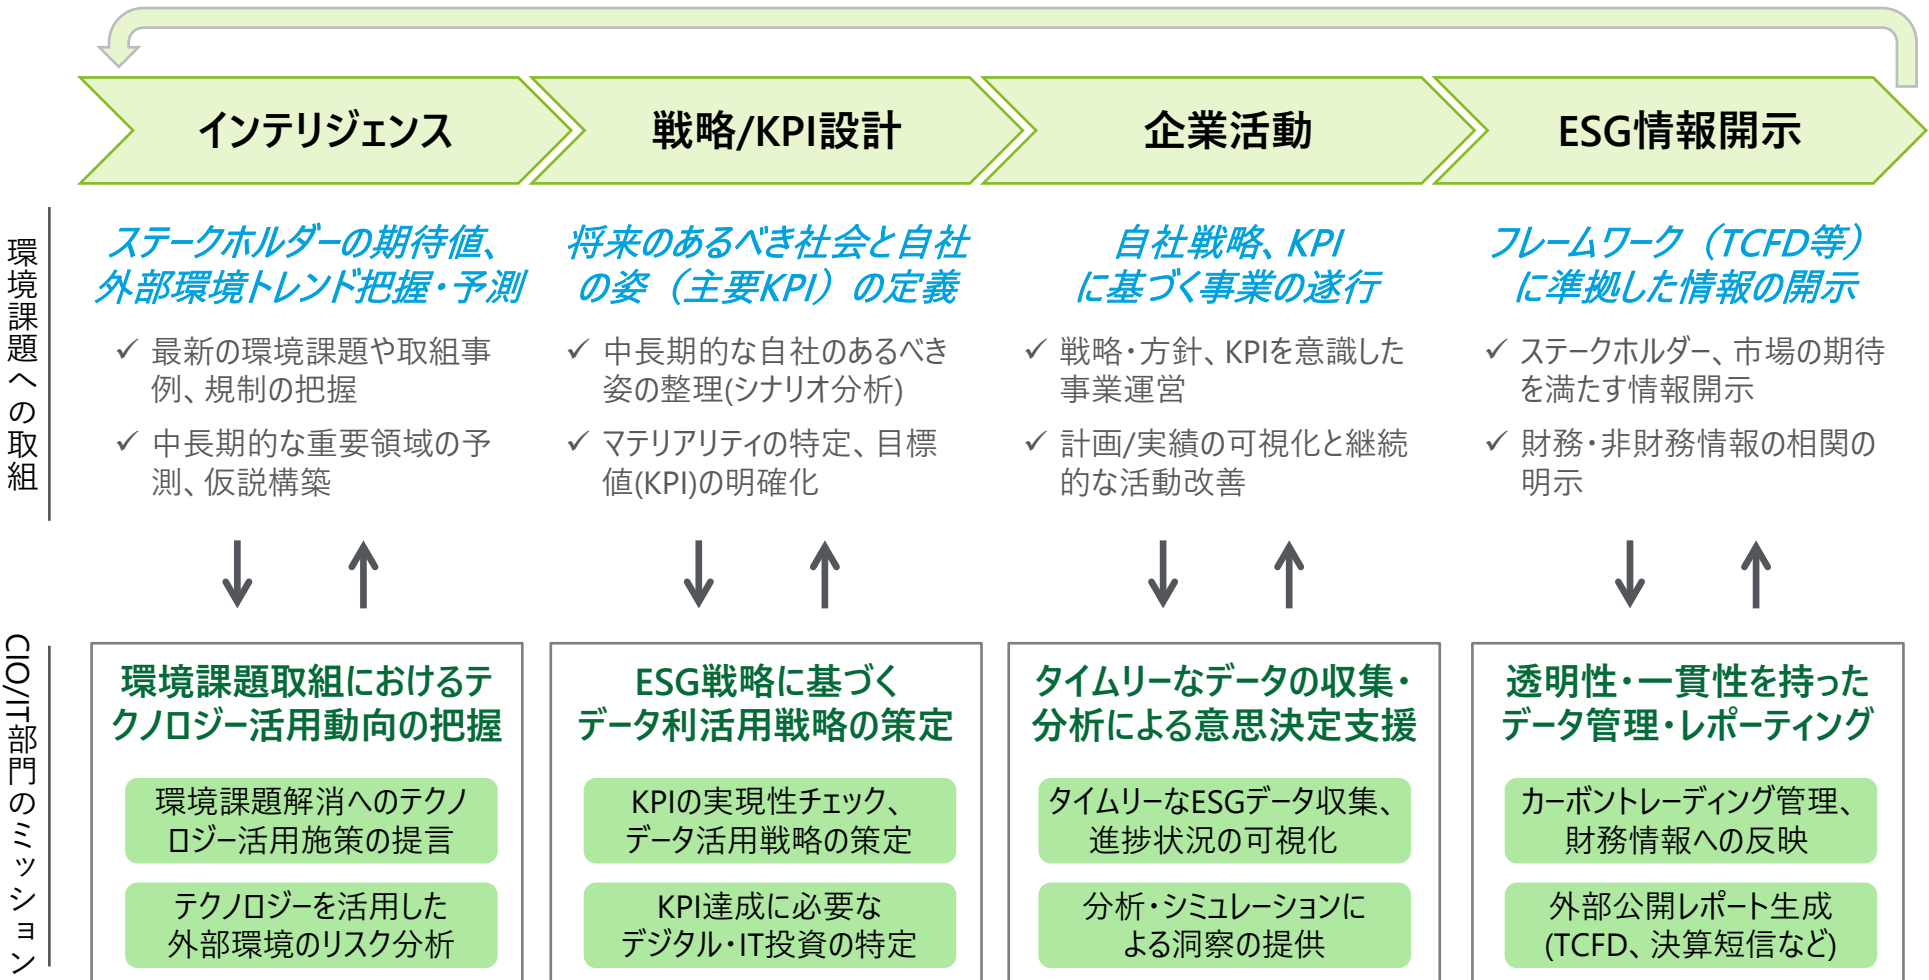 インテリジェンス
戦略/KPI設計
企業活動
ESG情報開示
環境課題への取組
ステークホルダーの期待値、
外部環境トレンド把握・予測
✓ 最新の環境課題や取組事
例、規制の把握
✓ 中長期的な重要領域の予
測、仮説構築
将来のあるべき社会と自社
の姿（主要KPI）の定義
✓ 中長期的な自社のあるべき
姿の整理(シナリオ分析)
✓ マテリアリティの特定、目標
値(KPI)の明確化
自社戦略、KPI
に基づく事業の遂行
✓ 戦略・方針、KPIを意識した
事業運営
✓ 計画/実績の可視化と継続
的な活動改善
フレームワーク（TCFD等）
に準拠した情報の開示
✓ ステークホルダー、市場の期待
を満たす情報開示
✓ 財務・非財務情報の相関の
明示
CIO/IT部門のミッション
環境課題取組におけるテ
クノロジー活用動向の把握
環境課題解消へのテクノ
ロジー活用施策の提言
テクノロジーを活用した
外部環境のリスク分析
ESG戦略に基づく
データ利活用戦略の策定
KPIの実現性チェック、
データ活用戦略の策定
KPI達成に必要な
デジタル・IT投資の特定
タイムリーなデータの収集・
分析による意思決定支援
タイムリーなESGデータ収集、
進捗状況の可視化
分析・シミュレーションに
よる洞察の提供
透明性・一貫性を持った
データ管理・レポーティング
カーボントレーディング管理、
財務情報への反映
外部公開レポート生成
(TCFD、決算短信など)